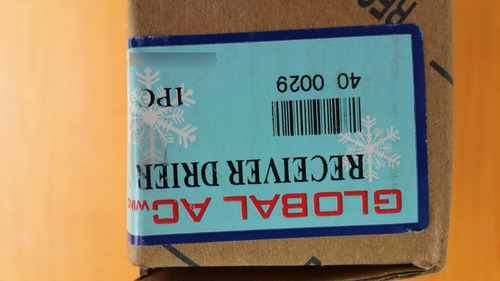 GLOBAL AC
RECEIVER DRIER
40 0029
1PC